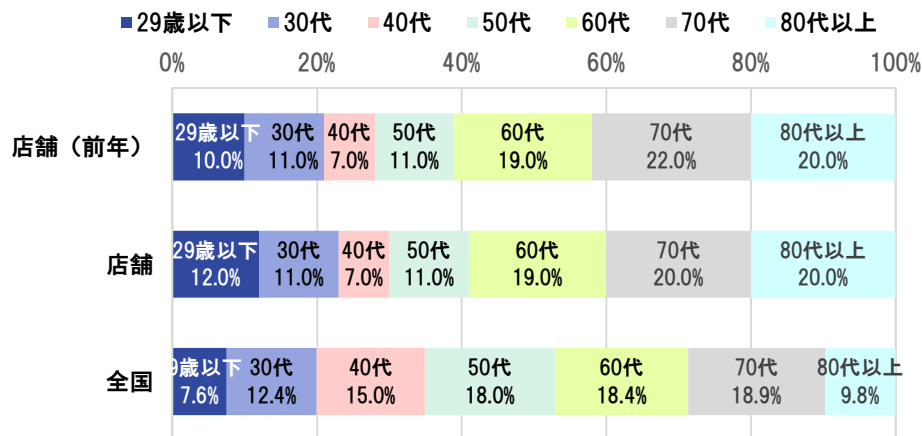 29歳以下 30代 40代 50代 60代 70代 80代以上
0% 20% 40% 60% 80% 100%
店舗（前年）
29歳以下 30代 40代 50代 60代 70代 80代以上
10.0% 11.0% 7.0% 11.0% 19.0% 22.0% 20.0%
店舗
29歳以下 30代 40代 50代 60代 70代 80代以上
12.0% 11.0% 7.0% 11.0% 19.0% 20.0% 20.0%
全国
9歳以下 30代 40代 50代 60代 70代 80代以上
7.6% 12.4% 15.0% 18.0% 18.4% 18.9% 9.8%